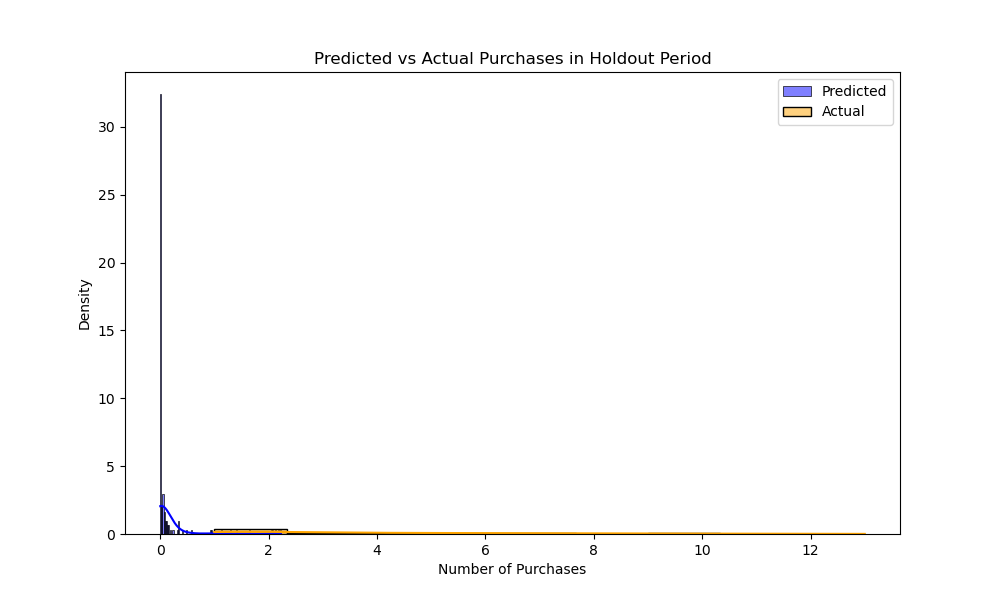 Predicted vs Actual Purchases in Holdout Period
Predicted
Actual
Density
30
25
20
15
10
5
0
0 2 4 6 8 10 12
Number of Purchases